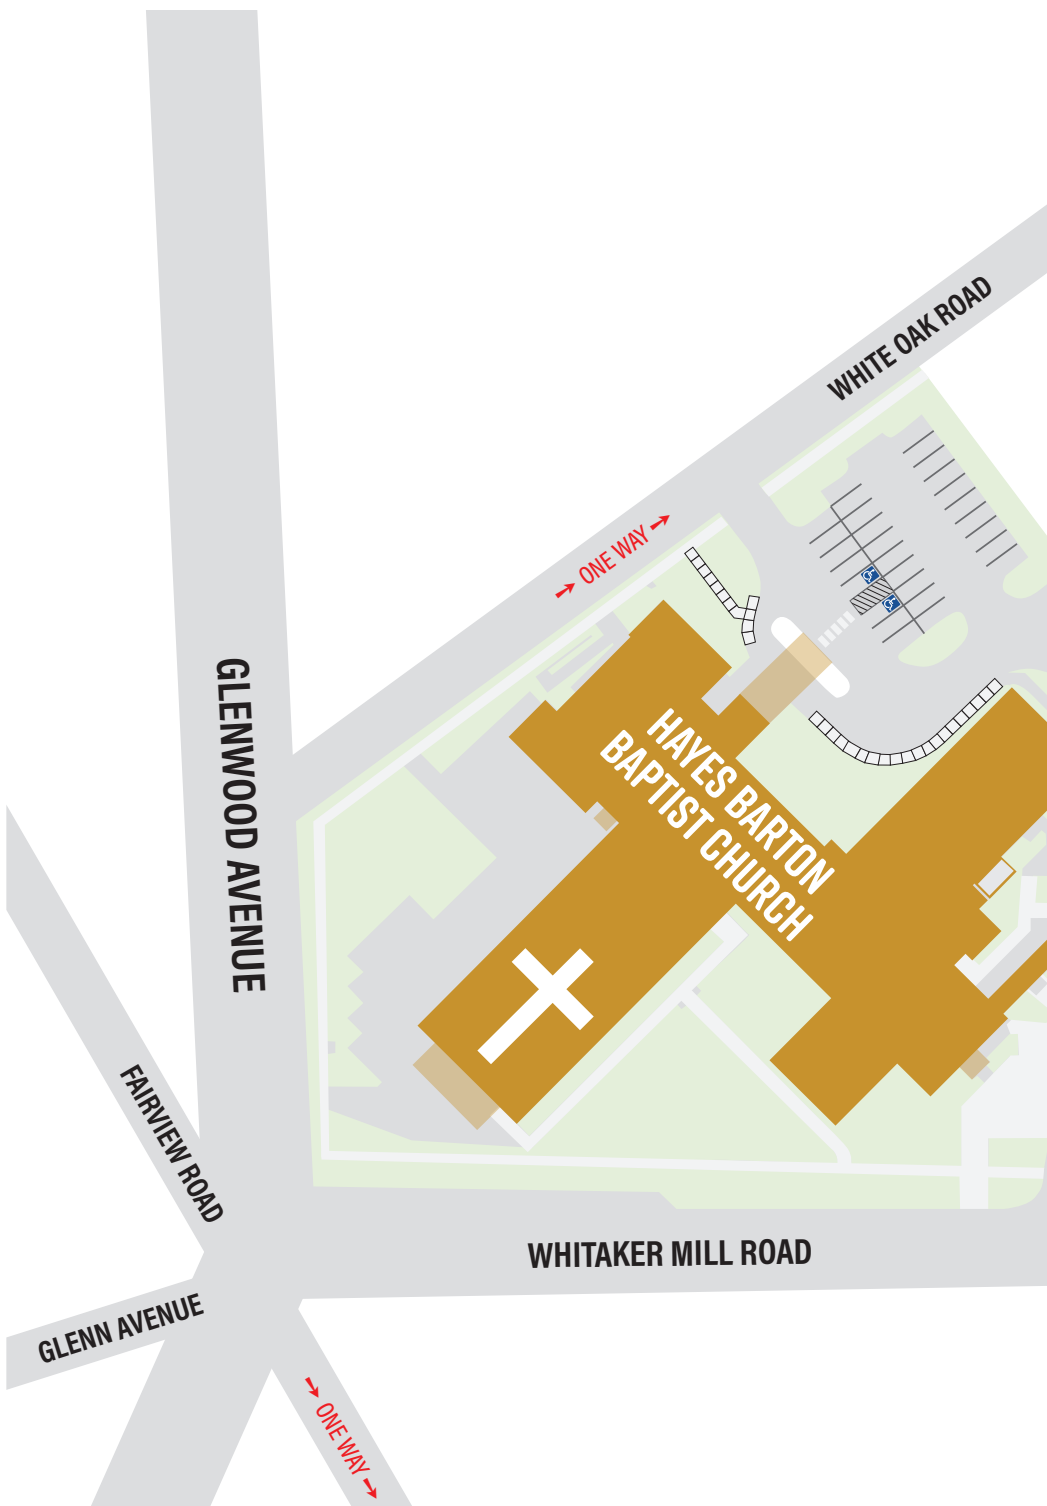 WHITE OAK ROAD
ONE WAY
GLENWOOD AVENUE
HAYES BARTON
BAPTIST CHURCH
FAIRVIEW ROAD
WHITAKER MILL ROAD
GLENN AVENUE
ONE WAY